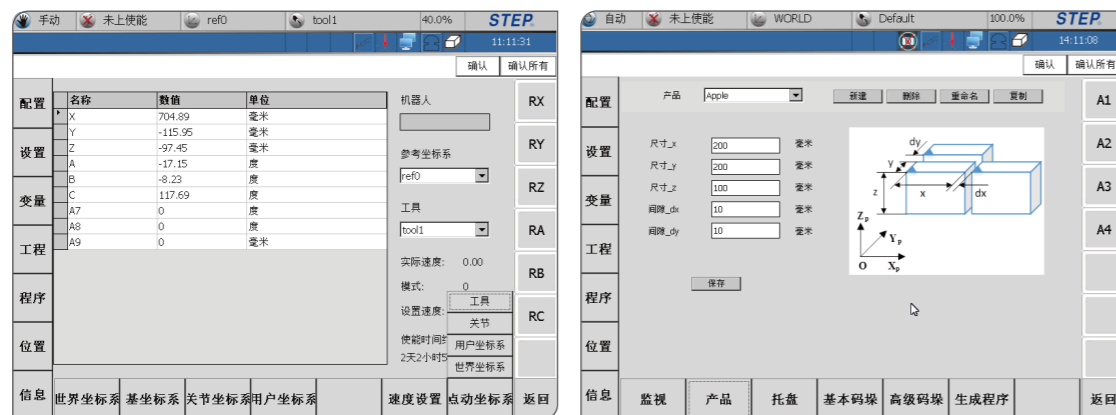 手动 未上使能 ref0 tool1 40.0% STEP
11:11:31
确认 确认所有
配置
设置
变量
工程
程序
位置
信息
名称 数值 单位
X 704.89 毫米
Y -115.95 毫米
Z -97.45 毫米
A -17.15 度
B -8.23 度
C 117.69 度
A7 0 度
A8 0 度
A9 0 毫米
机器人
参考坐标系
ref0
工具
tool1
实际速度: 0.00
模式: 0
设置速度:
使能时间
2天2小时5
工具
关节
用户坐标系
世界坐标系
RX
RY
RZ
RA
RB
RC
世界坐标系 基坐标系 关节坐标系 用户坐标系 速度设置 点动坐标系 返回
自动 未上使能 WORLD Default 100.0% STEP
14:11:08
确认 确认所有
配置
设置
变量
工程
程序
位置
信息
产品 Apple 新建 删除 重命名 复制
尺寸_x 200 毫米
尺寸_y 200 毫米
尺寸_z 100 毫米
间隙_dx 10 毫米
间隙_dy 10 毫米
保存
dy
y
z x dx
Zp
Yp
O Xp
A1
A2
A3
A4
监视 产品 托盘 基本码垛 高级码垛 生成程序 返回